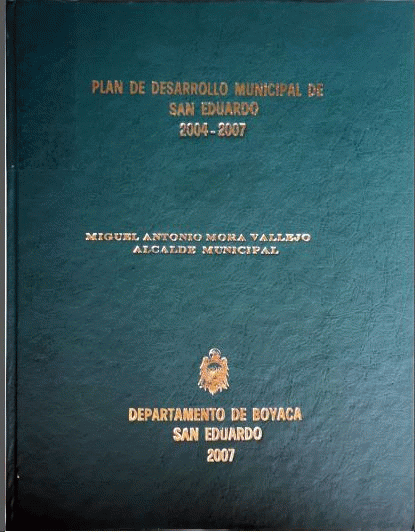 PLAN DE DESARROLLO MUNICIPAL DE
SAN EDUARDO
2004-2007
MIGUEL ANTONIO MORA VALLEJO
ALCALDE MUNICIPAL
DEPARTAMENTO DE BOYACA
SAN EDUARDO
2007